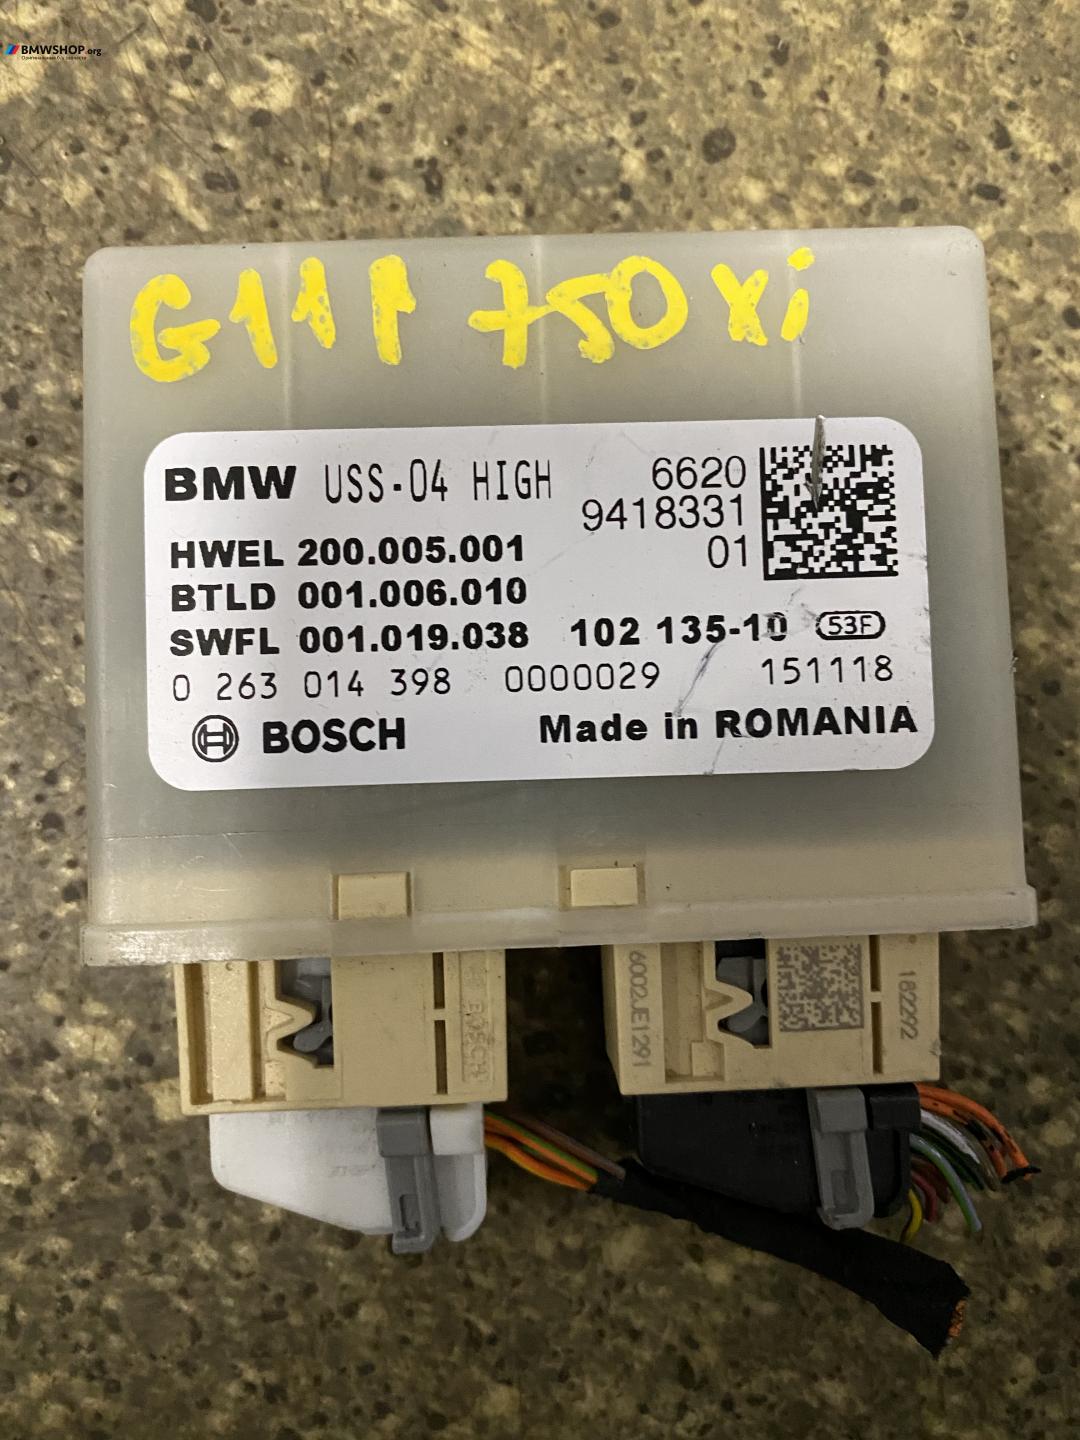 BMWSHOP.org
G11 750xi
BMW USS-04 HIGH 6620
9418331
HWEL 200.005.001 01
BTLD 001.006.010
SWFL 001.019.038 102 135-10 53F
0 263 014 398 0000029 151118
BOSCH Made in ROMANIA
BOSCH
6002JE1291
182202